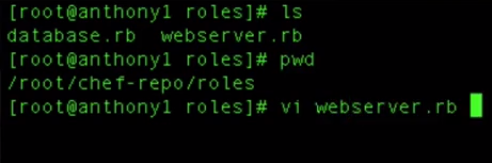 [root@anthony1 roles]# ls
database.rb  webserver.rb
[root@anthony1 roles]# pwd
/root/chef-repo/roles
[root@anthony1 roles]# vi webserver.rb